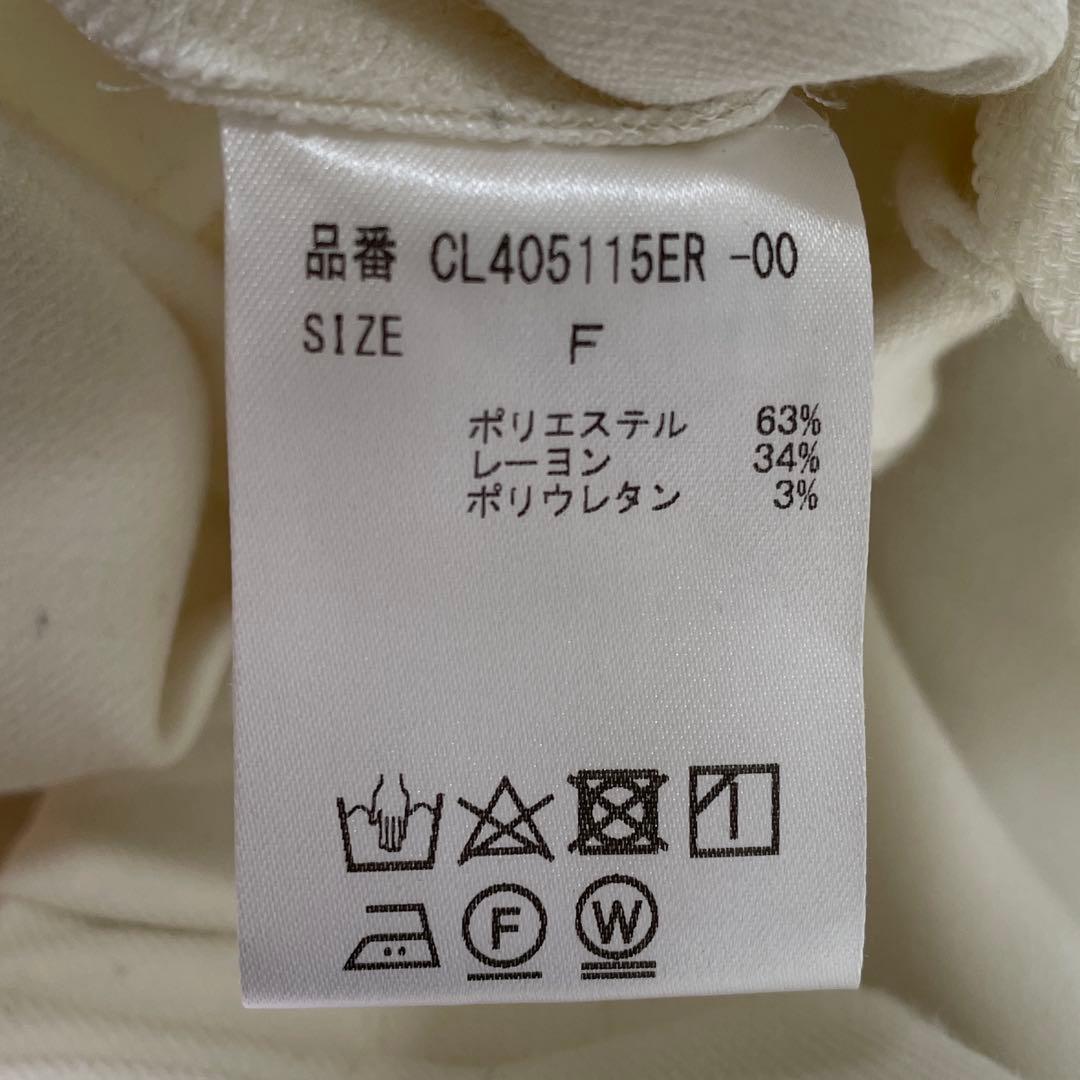 品番 CL405115ER -00
SIZE F
ポリエステル 63%
レーヨン 34%
ポリウレタン 3%
F W